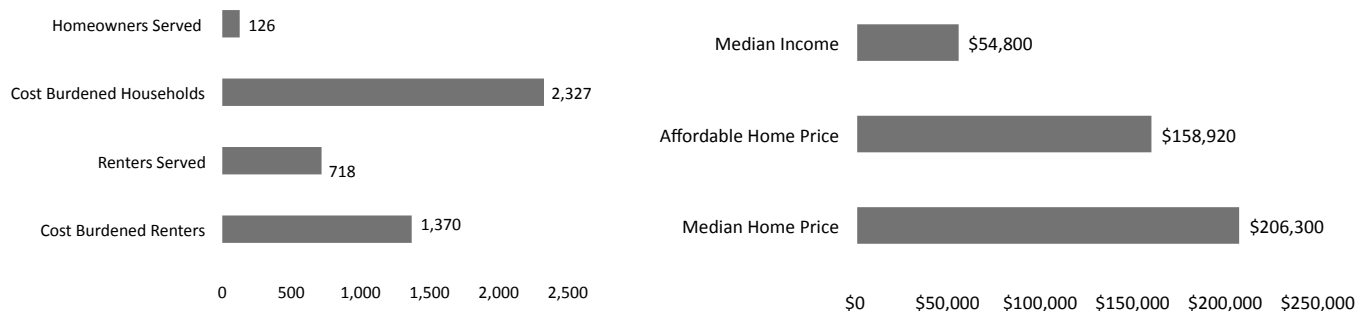 Homeowners Served 126
Cost Burdened Households 2,327
Renters Served 718
Cost Burdened Renters 1,370
0 500 1,000 1,500 2,000 2,500
Median Income $54,800
Affordable Home Price $158,920
Median Home Price $206,300
$0 $50,000 $100,000 $150,000 $200,000 $250,000